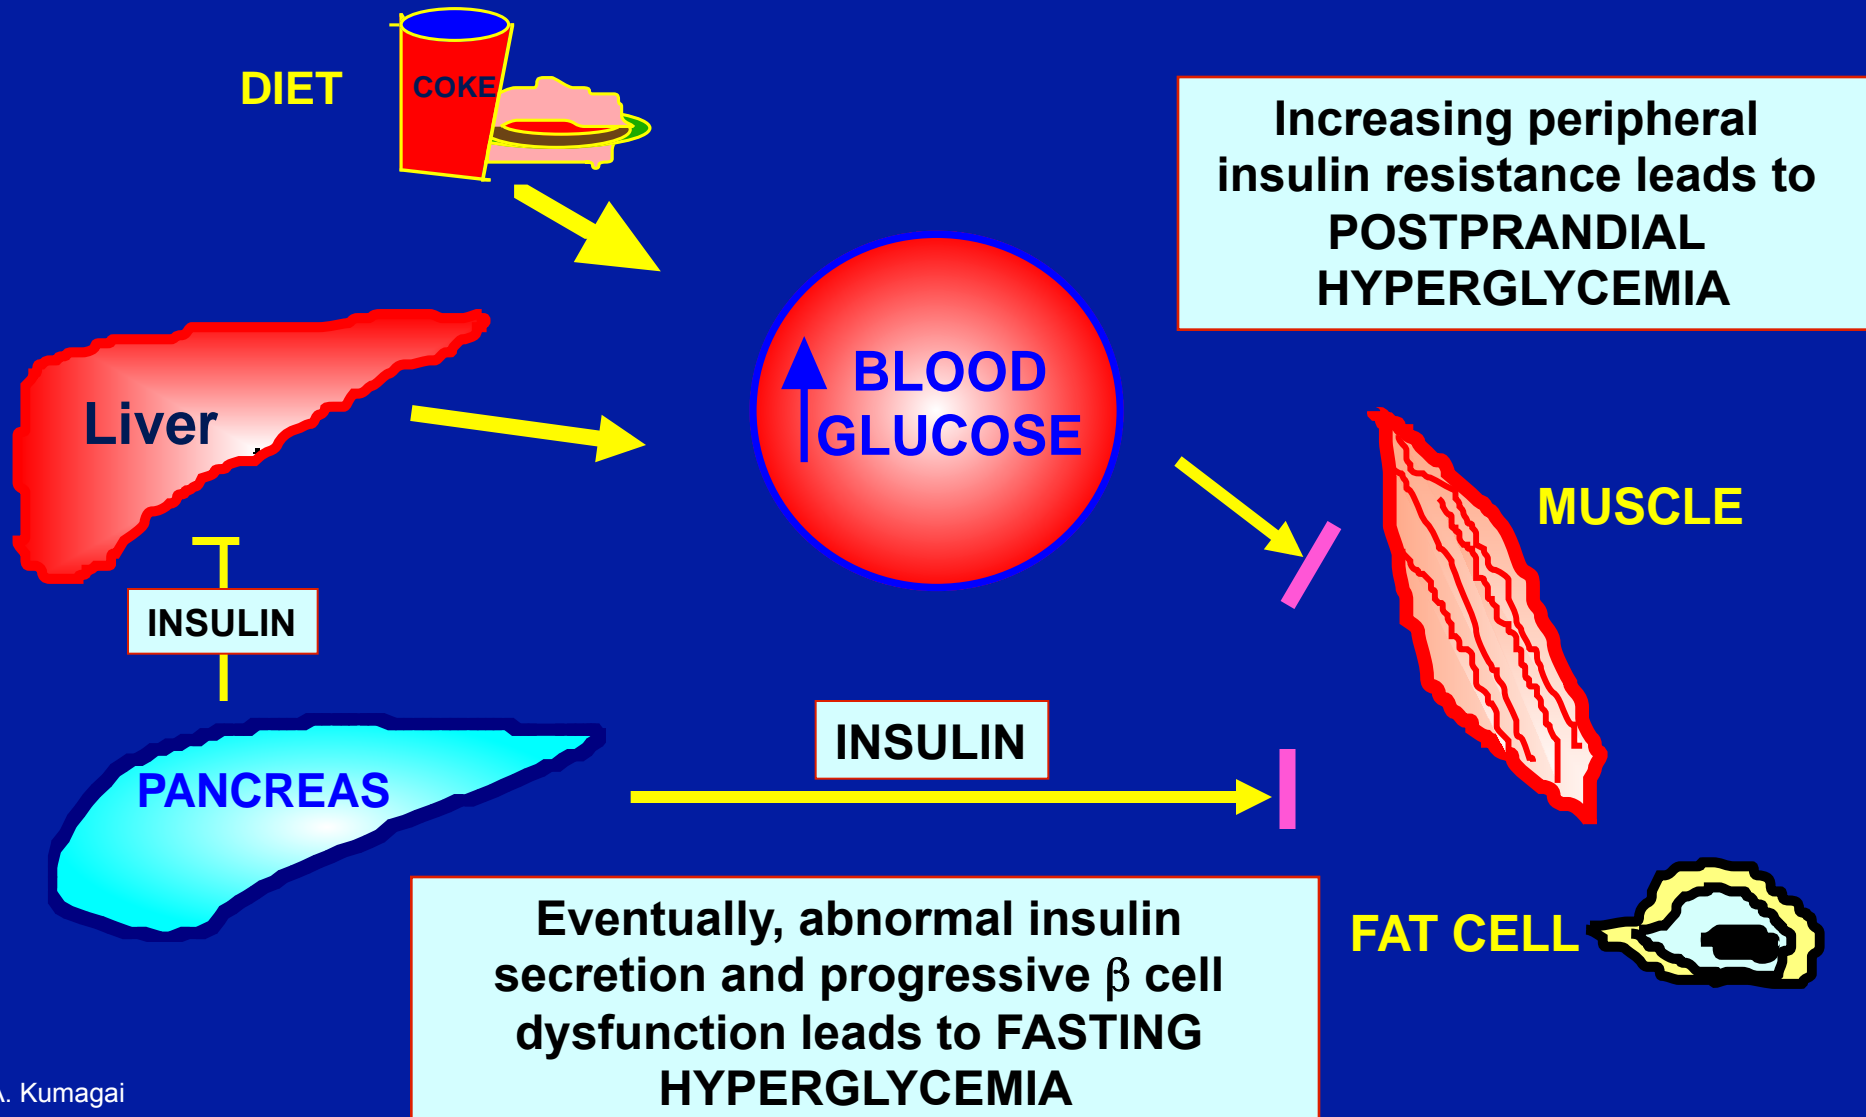 DIET
COKE
Increasing peripheral
insulin resistance leads to
POSTPRANDIAL
HYPERGLYCEMIA
BLOOD
GLUCOSE
Liver
MUSCLE
INSULIN
INSULIN
PANCREAS
Eventually, abnormal insulin
secretion and progressive β cell
dysfunction leads to FASTING
HYPERGLYCEMIA
FAT CELL
A. Kumagai